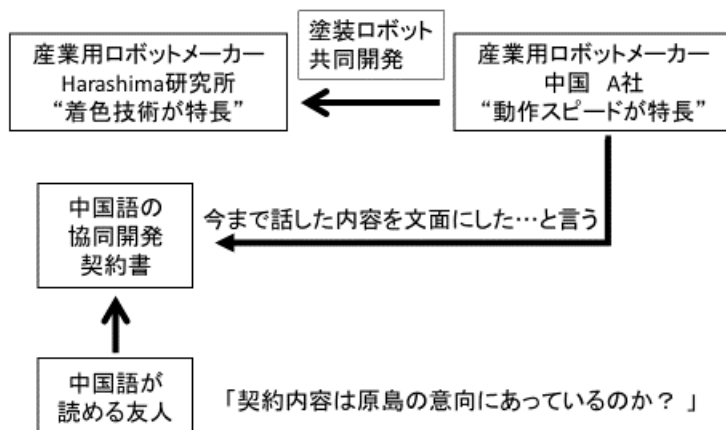 塗装ロボット
共同開発
産業用ロボットメーカー
Harashima研究所
“着色技術が特長”
産業用ロボットメーカー
中国　A社
“動作スピードが特長”
中国語の
協同開発
契約書
今まで話した内容を文面にした…と言う
中国語が
読める友人
「契約内容は原島の意向にあっているのか？」